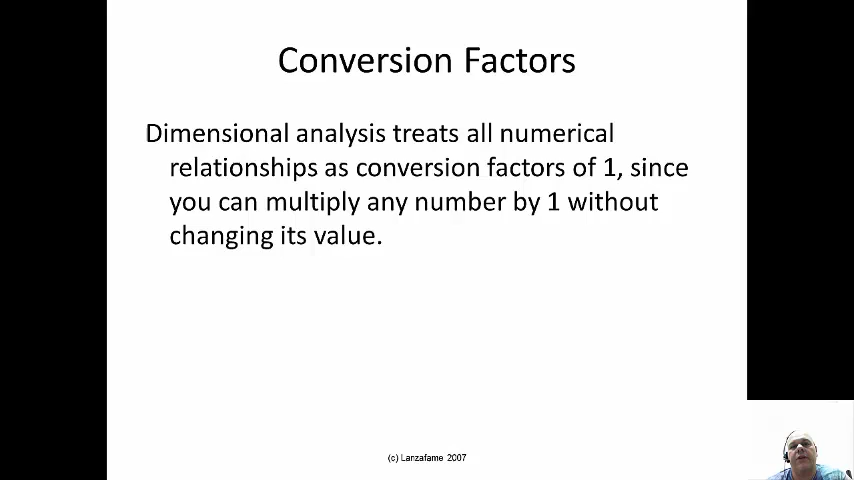 Conversion Factors
Dimensional analysis treats all numerical
relationships as conversion factors of 1, since
you can multiply any number by 1 without
changing its value.
(c) Lanzafame 2007